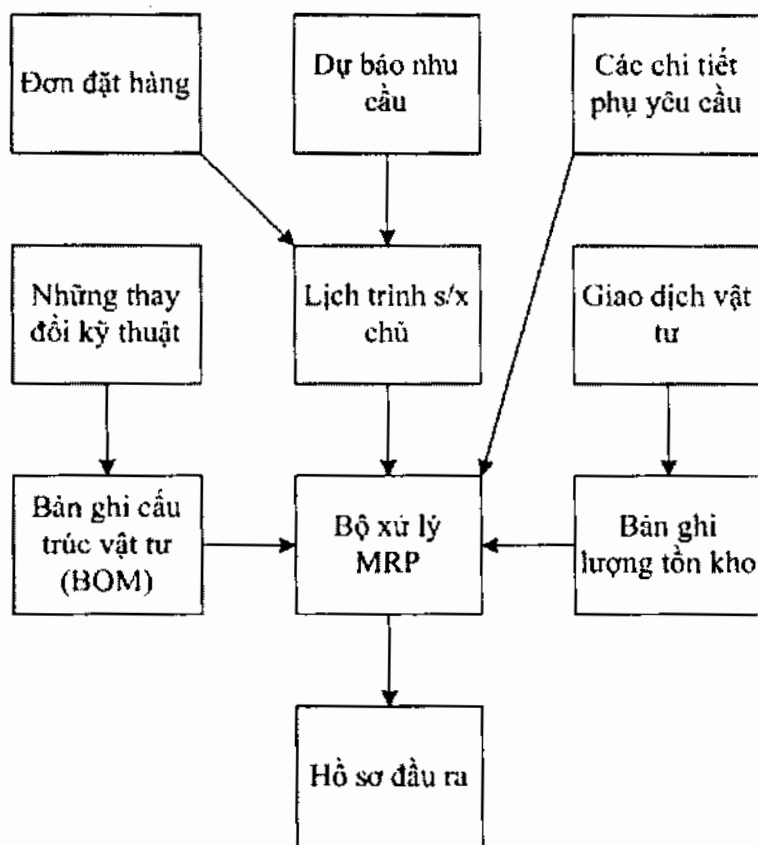 Đơn đặt hàng
Dự báo nhu
cầu
Các chi tiết
phụ yêu cầu
Những thay
đổi kỹ thuật
Lịch trình s/x
chủ
Giao dịch vật
tư
Bản ghi cấu
trúc vật tư
(BOM)
Bộ xử lý
MRP
Bản ghi
lượng tồn kho
Hồ sơ đầu ra